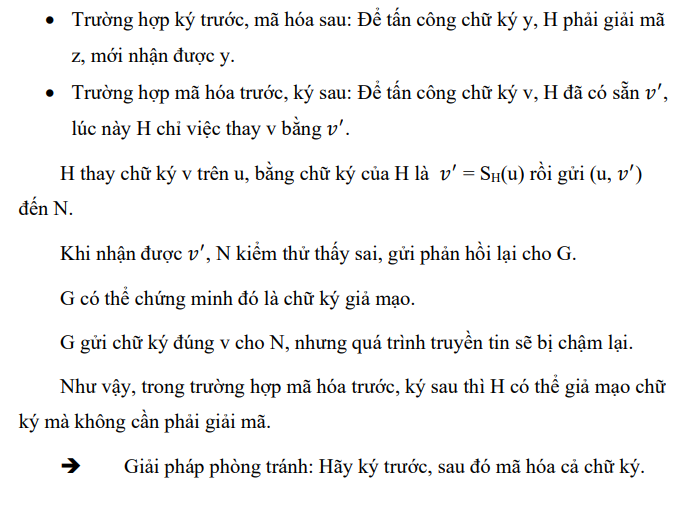 • Trường hợp ký trước, mã hóa sau: Để tấn công chữ ký y, H phải giải mã
z, mới nhận được y.
• Trường hợp mã hóa trước, ký sau: Để tấn công chữ ký v, H đã có sẵn v′,
lúc này H chỉ việc thay v bằng v′.
H thay chữ ký v trên u, bằng chữ ký của H là v′ = S_H(u) rồi gửi (u, v′)
đến N.
Khi nhận được v′, N kiểm thử thấy sai, gửi phản hồi lại cho G.
G có thể chứng minh đó là chữ ký giả mạo.
G gửi chữ ký đúng v cho N, nhưng quá trình truyền tin sẽ bị chậm lại.
Như vậy, trong trường hợp mã hóa trước, ký sau thì H có thể giả mạo chữ
ký mà không cần phải giải mã.
➔ Giải pháp phòng tránh: Hãy ký trước, sau đó mã hóa cả chữ ký.